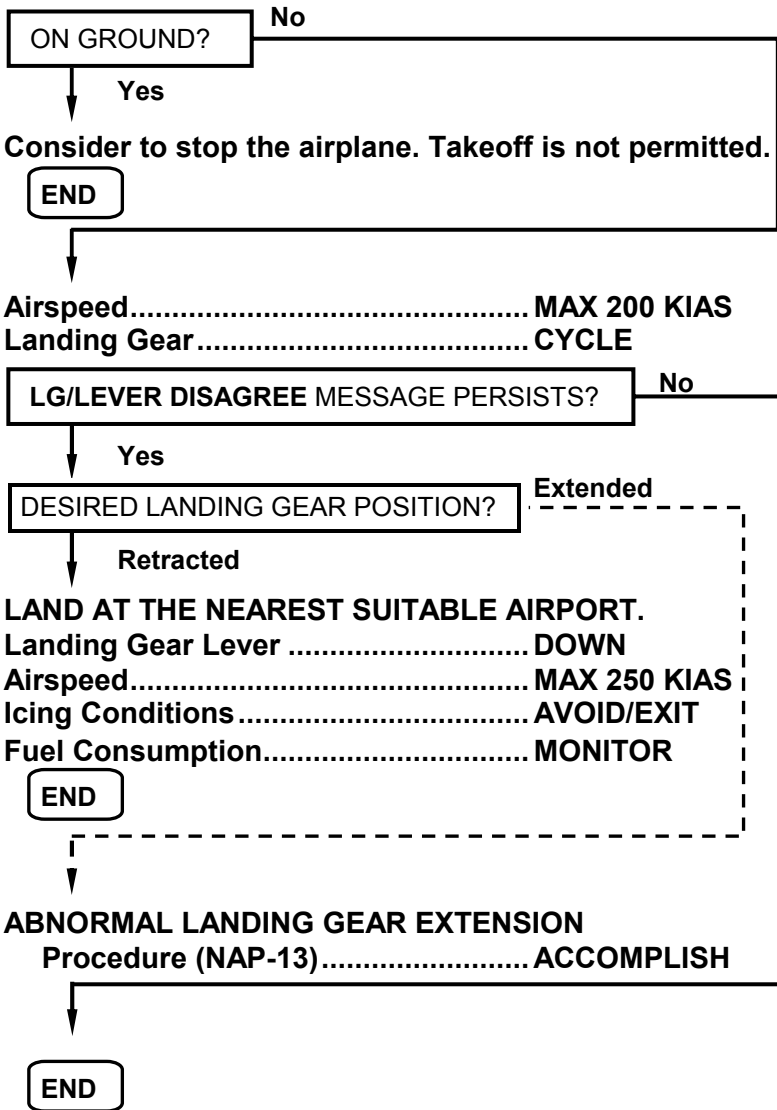 ON GROUND?
No
Yes
Consider to stop the airplane. Takeoff is not permitted.
END
Airspeed................................................ MAX 200 KIAS
Landing Gear........................................ CYCLE
LG/LEVER DISAGREE MESSAGE PERSISTS?
No
Yes
DESIRED LANDING GEAR POSITION?
Extended
Retracted
LAND AT THE NEAREST SUITABLE AIRPORT.
Landing Gear Lever ............................. DOWN
Airspeed................................................ MAX 250 KIAS
Icing Conditions................................... AVOID/EXIT
Fuel Consumption................................ MONITOR
END
ABNORMAL LANDING GEAR EXTENSION
Procedure (NAP-13)......................... ACCOMPLISH
END